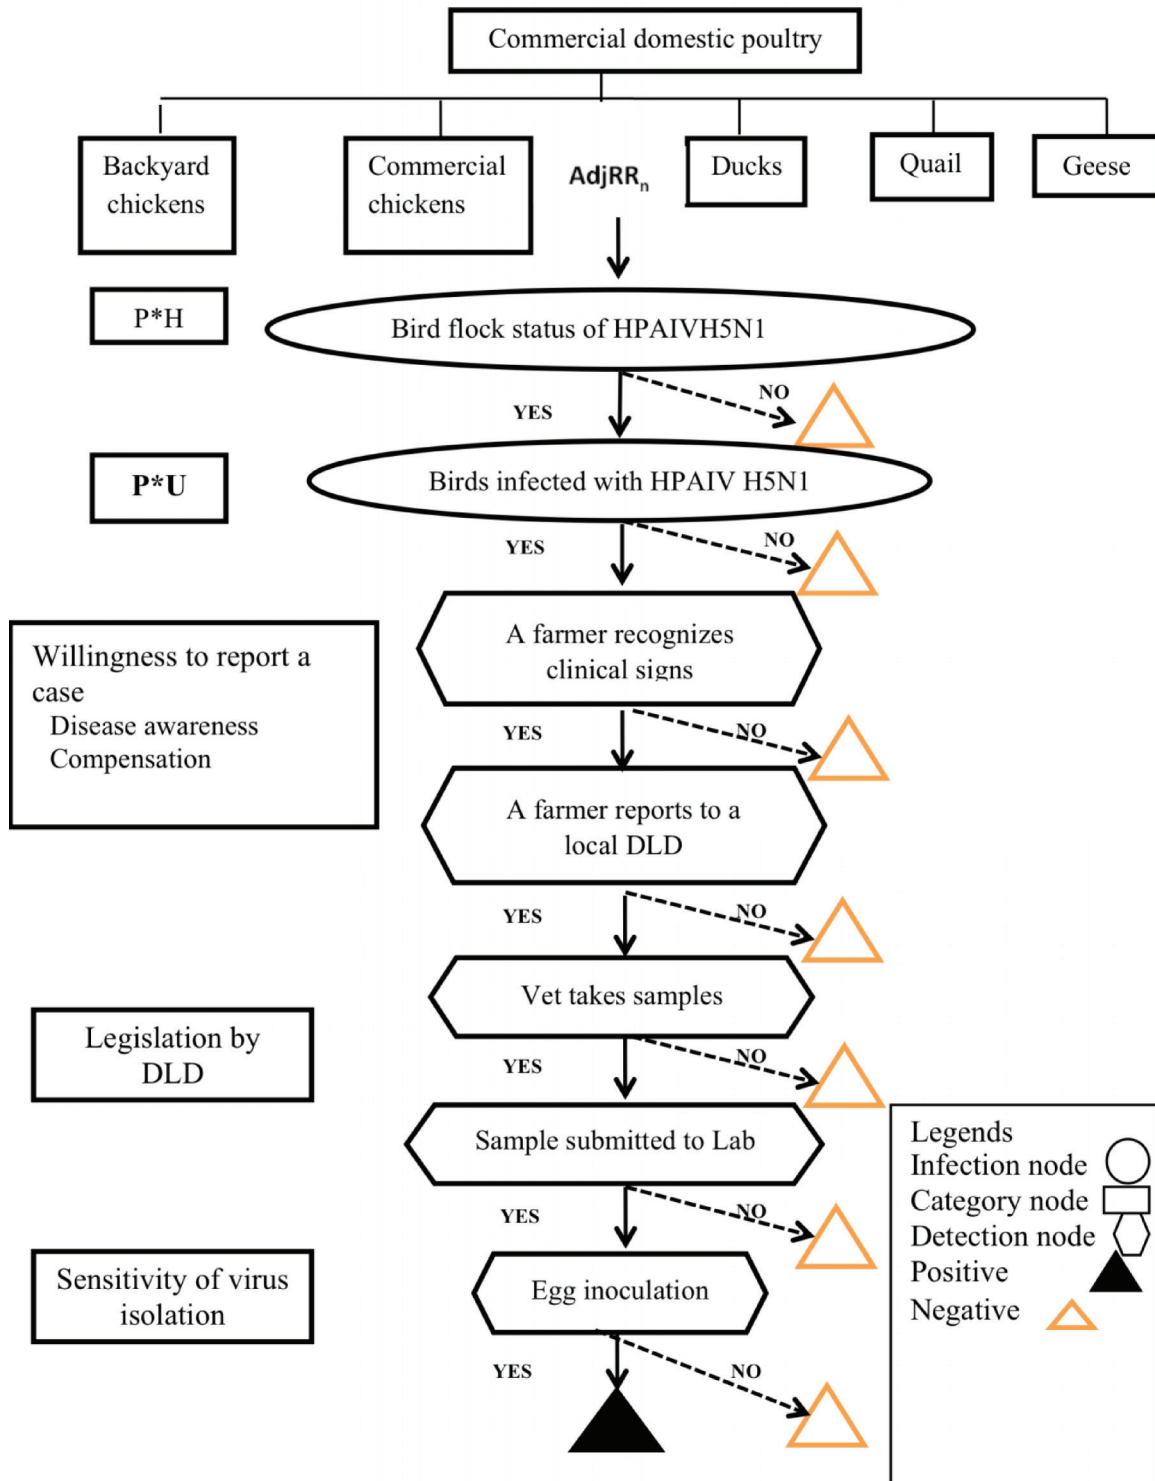 Commercial domestic poultry
Backyard
chickens
Commercial
chickens
AdjRRn
Ducks
Quail
Geese
P*H
Bird flock status of HPAIVH5N1
NO
YES
P*U
Birds infected with HPAIV H5N1
YES
NO
A farmer recognizes
clinical signs
Willingness to report a
case
Disease awareness
Compensation
YES
NO
A farmer reports to a
local DLD
YES
NO
Vet takes samples
Legislation by
DLD
YES
NO
Sample submitted to Lab
YES
NO
Sensitivity of virus
isolation
Egg inoculation
YES
NO
Legends
Infection node
Category node
Detection node
Positive
Negative